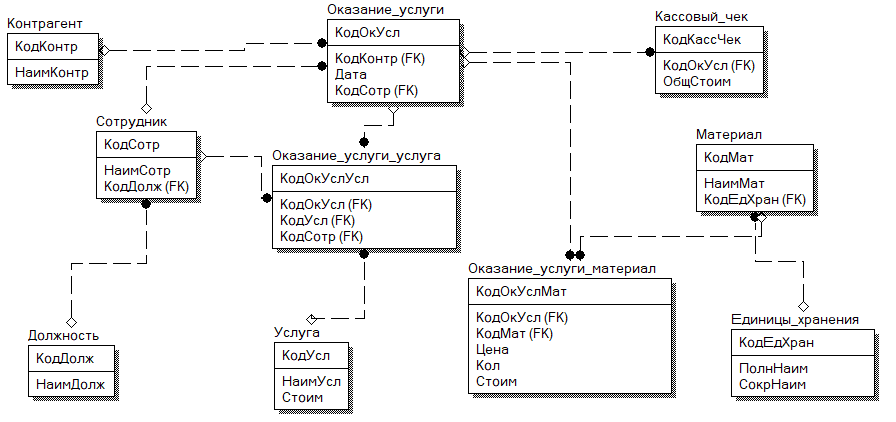 Контрагент
КодКонтр
НаимКонтр
Оказание_услуги
КодОкУсл
КодКонтр (FK)
Дата
КодСотр (FK)
Кассовый_чек
КодКассЧек
КодОкУсл (FK)
ОбщСтоим
Сотрудник
КодСотр
НаимСотр
КодДолж (FK)
Оказание_услуги_услуга
КодОкУслУсл
КодОкУсл (FK)
КодУсл (FK)
КодСотр (FK)
Материал
КодМат
НаимМат
КодЕдХран (FK)
Оказание_услуги_материал
КодОкУслМат
КодОкУсл (FK)
КодМат (FK)
Цена
Кол
Стоим
Должность
КодДолж
НаимДолж
Услуга
КодУсл
НаимУсл
Стоим
Единицы_хранения
КодЕдХран
ПолнНаим
СокрНаим